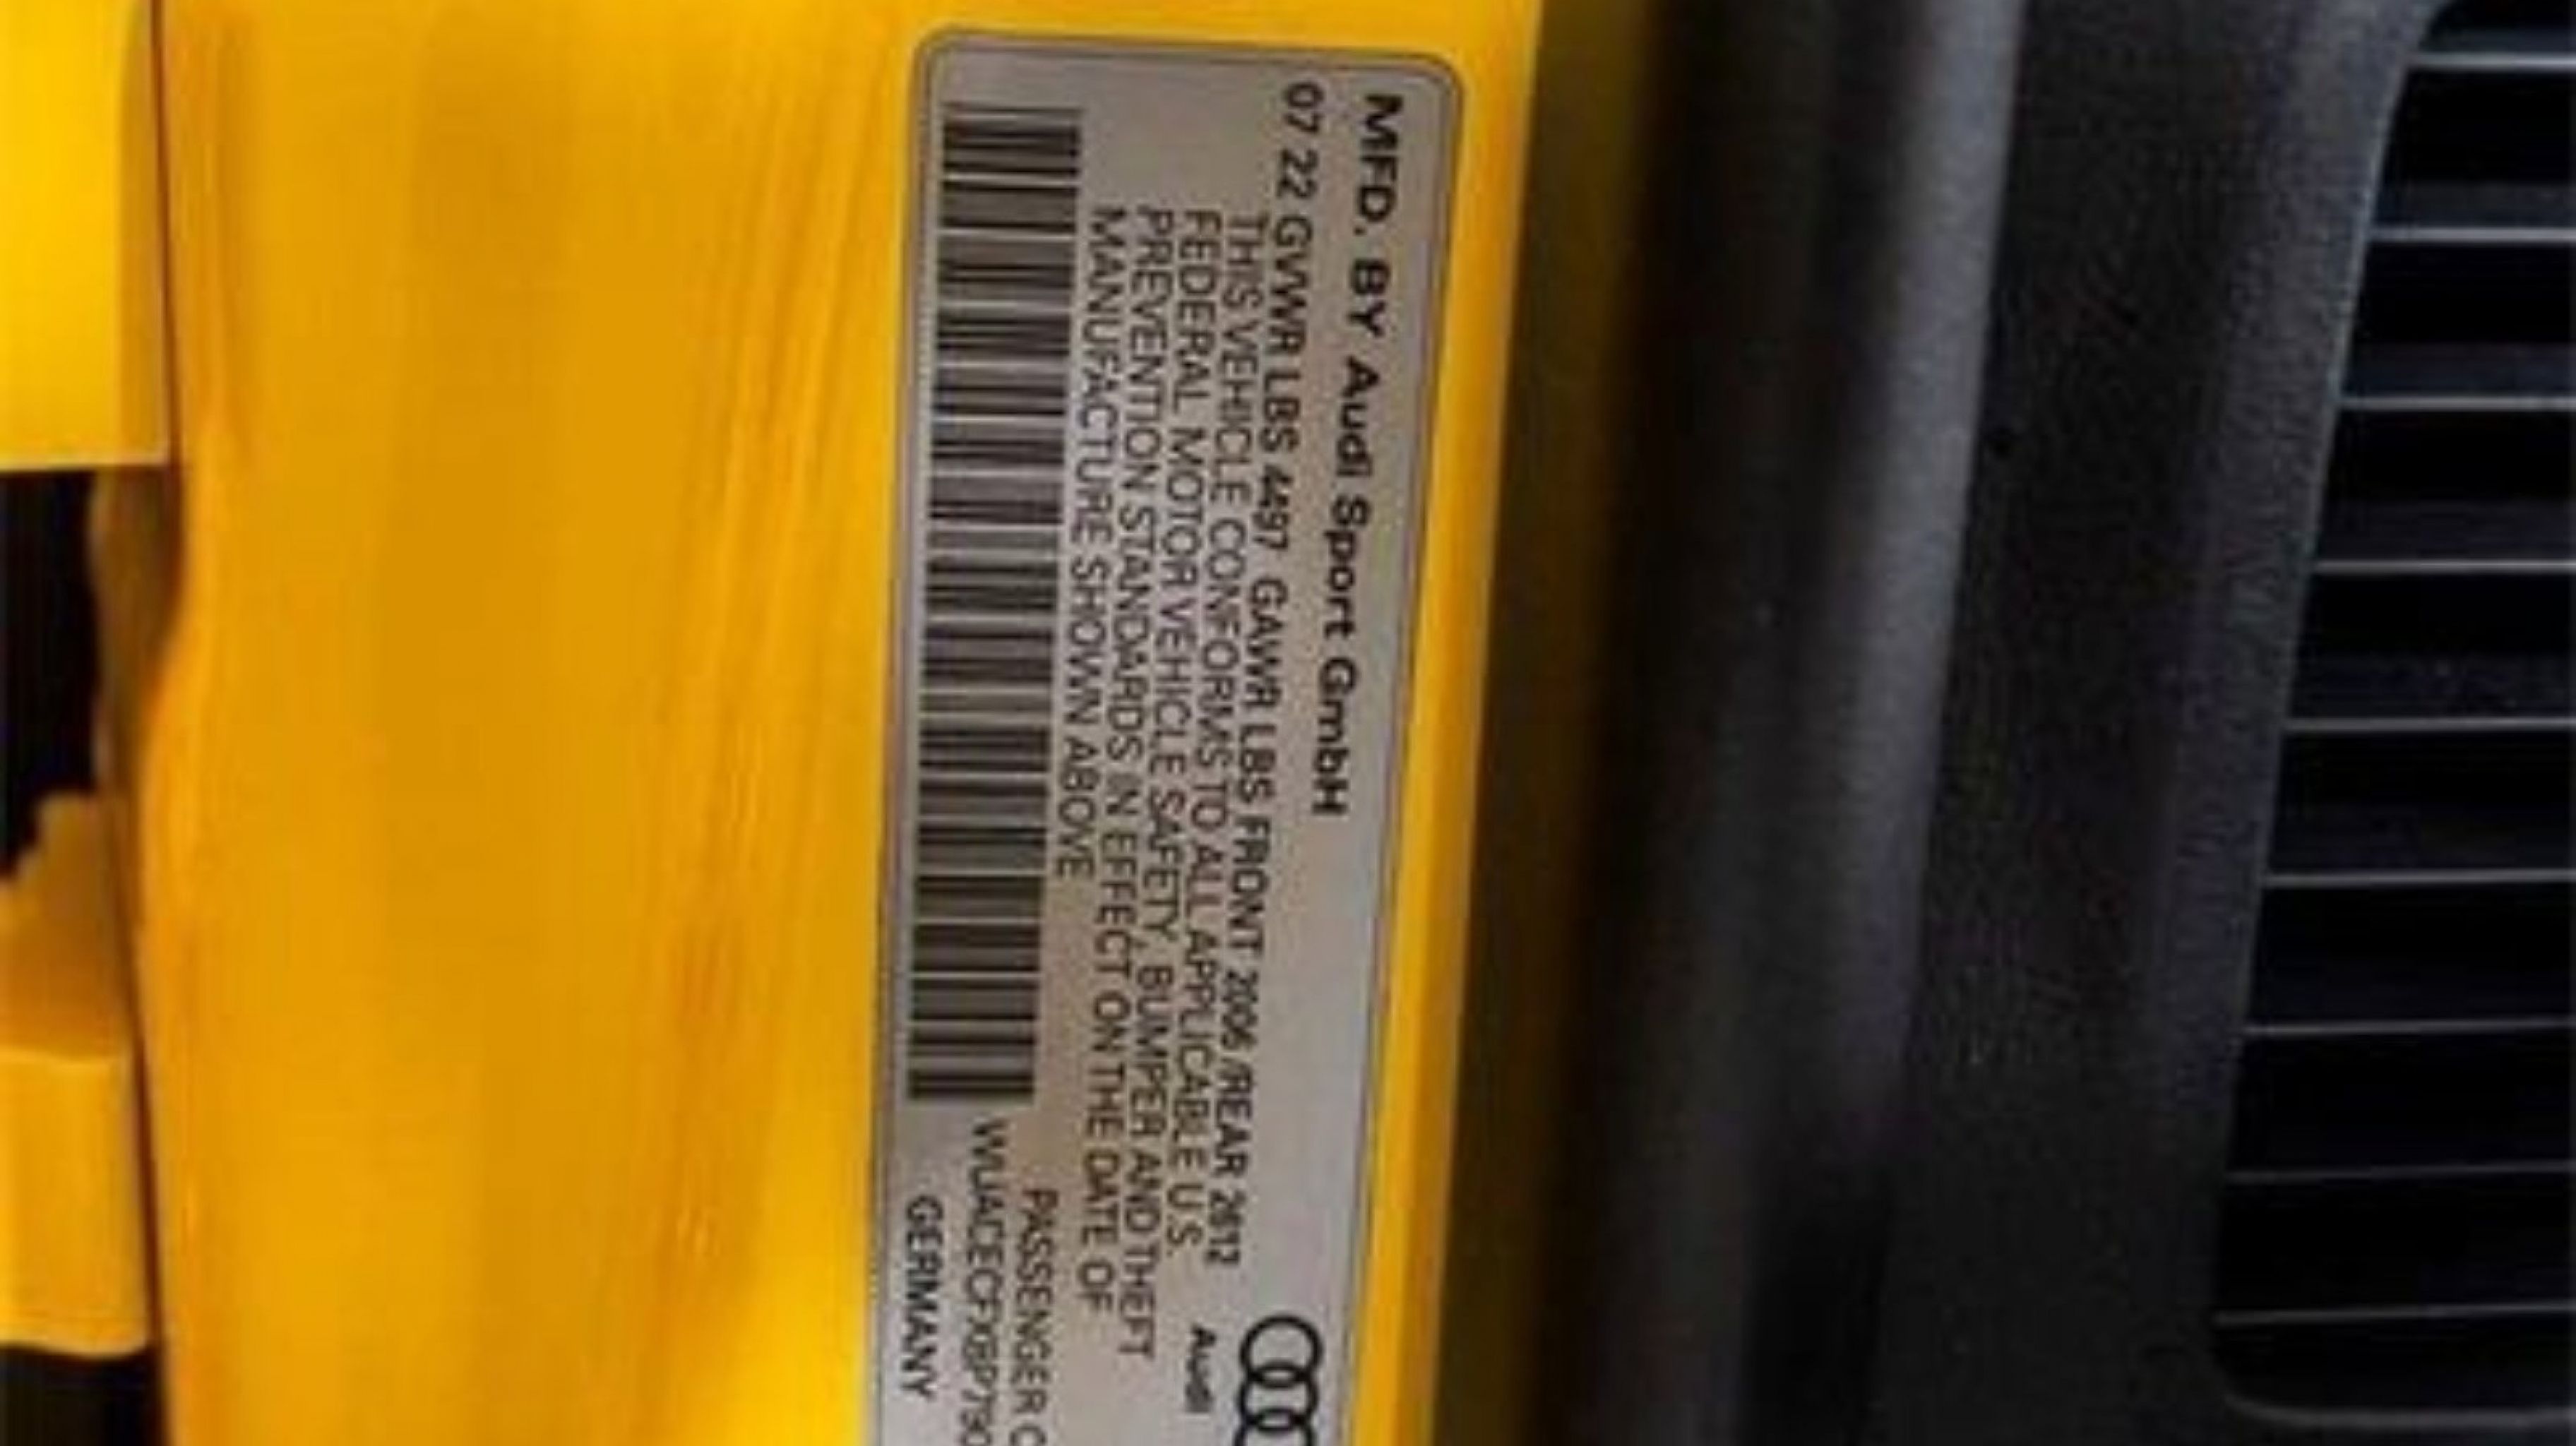 MFD. BY Audi Sport GmbH
07 22 GVWR LBS 4497 GAWR LBS FRONT 2006 /REAR 2612
THIS VEHICLE CONFORMS TO ALL APPLICABLE U.S.
FEDERAL MOTOR VEHICLE SAFETY, BUMPER AND THEFT
PREVENTION STANDARDS IN EFFECT ON THE DATE OF
MANUFACTURE SHOWN ABOVE
Audi
PASSENGER C
GERMANY